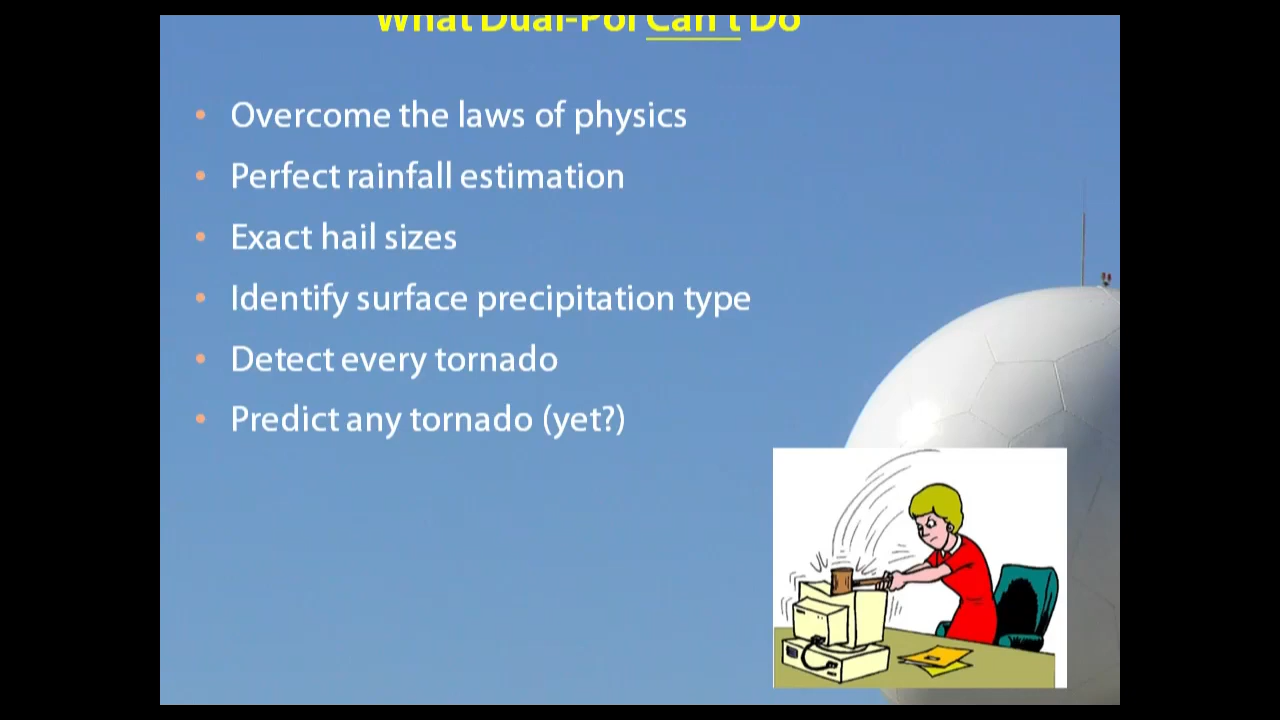 What Dual-Pol Can't Do
• Overcome the laws of physics
• Perfect rainfall estimation
• Exact hail sizes
• Identify surface precipitation type
• Detect every tornado
• Predict any tornado (yet?)